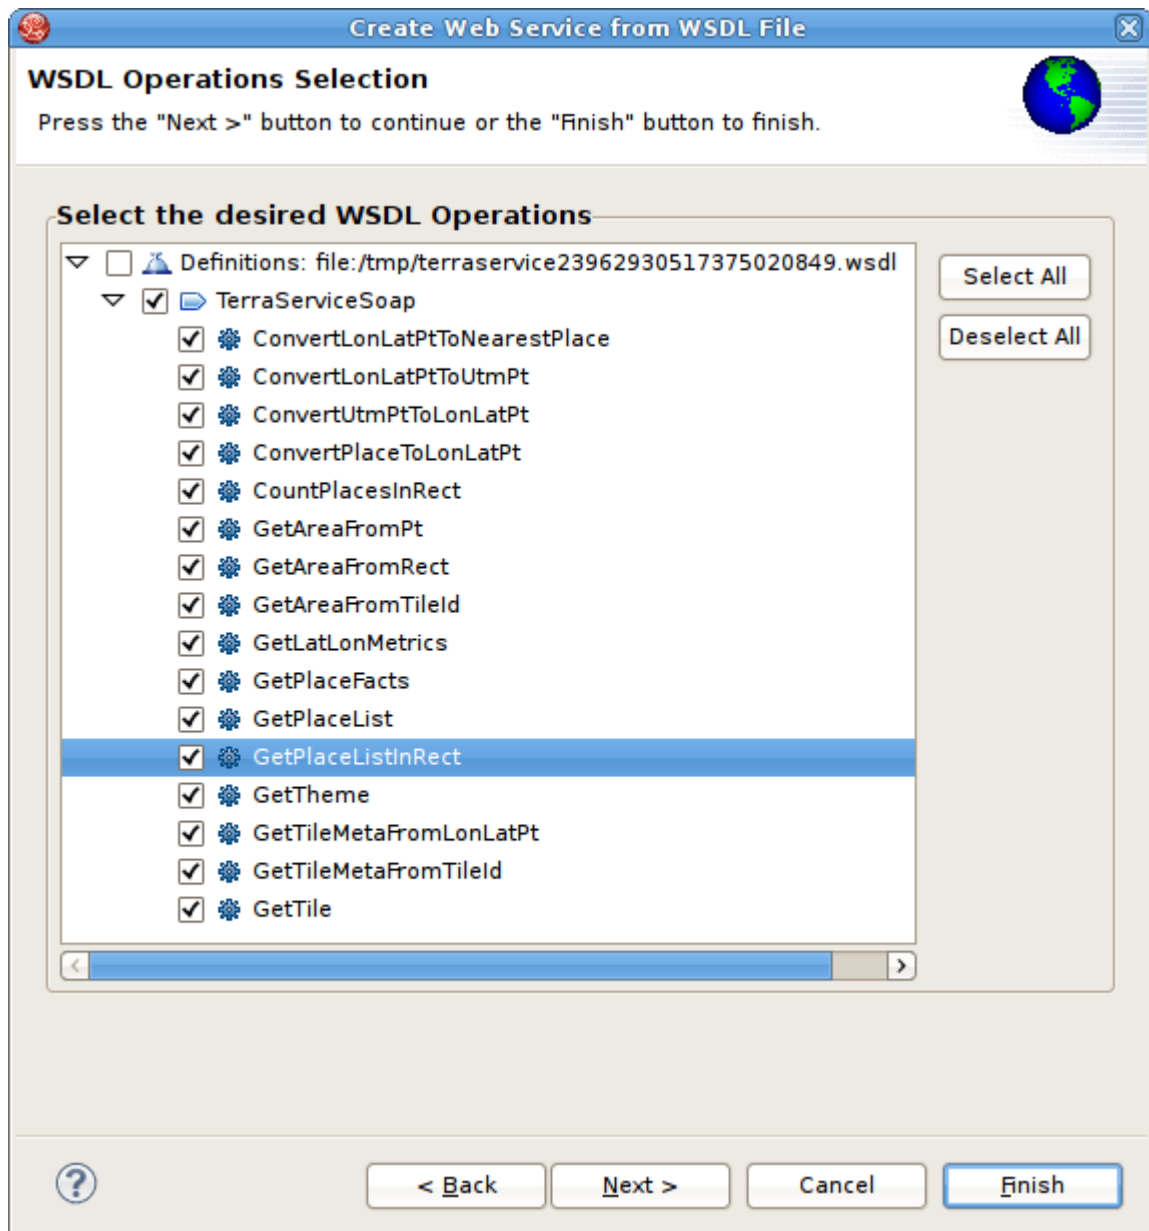 Create Web Service from WSDL File
WSDL Operations Selection
Press the "Next >" button to continue or the "Finish" button to finish.
Select the desired WSDL Operations
Definitions: file:/tmp/terraservice23962930517375020849.wsdl
Select All
TerraServiceSoap
Deselect All
ConvertLonLatPtToNearestPlace
ConvertLonLatPtToUtmPt
ConvertUtmPtToLonLatPt
ConvertPlaceToLonLatPt
CountPlacesInRect
GetAreaFromPt
GetAreaFromRect
GetAreaFromTileId
GetLatLonMetrics
GetPlaceFacts
GetPlaceList
GetPlaceListInRect
GetTheme
GetTileMetaFromLonLatPt
GetTileMetaFromTileId
GetTile
?
< Back Next > Cancel Finish